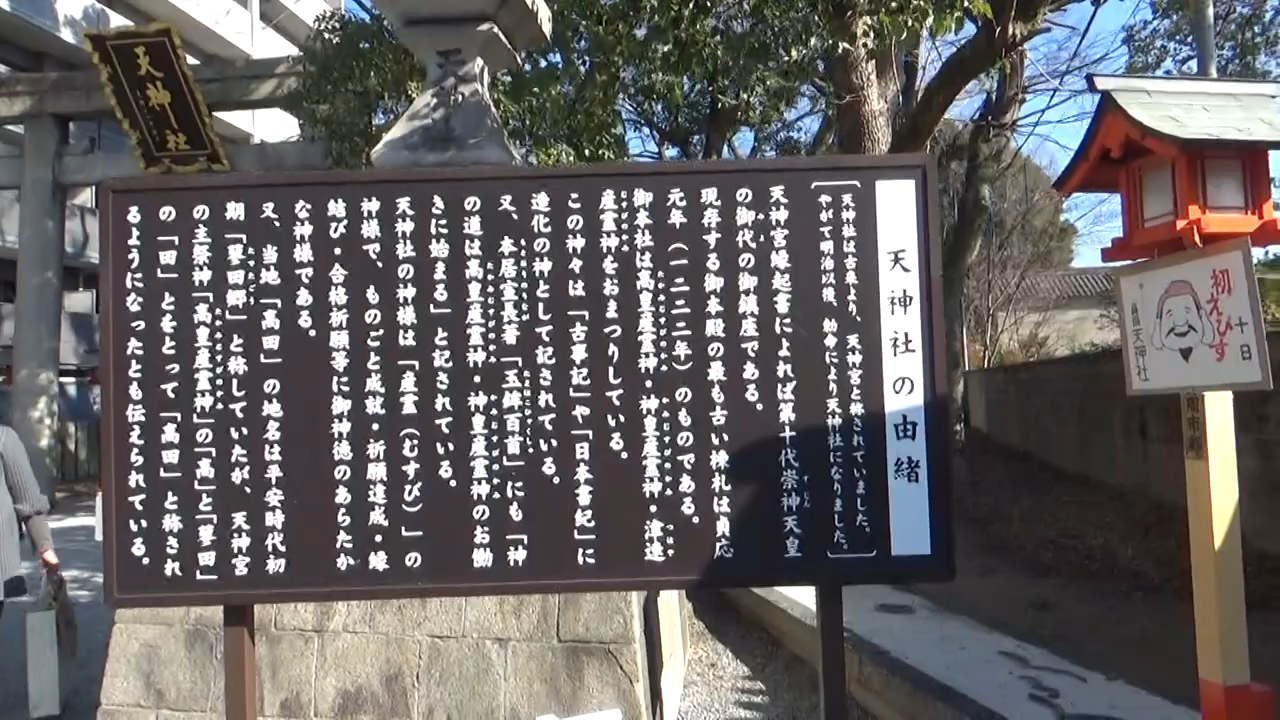 天神社の由緒
天神社は古来より、天神宮と称されていました。
やがて明治以後、勅命により天神社になりました。
天神宮縁起書によれば第十代崇神天皇
の御代の御鎮座である。
現存する御本殿の最も古い棟札は貞応
元年（一二二二年）のものである。
御本社は高皇産霊神・神皇産霊神・津速
産霊神をおまつりしている。
この神々は「古事記」や「日本書紀」に
造化の神として記されている。
又、本居宣長著「玉鉾百首」にも「神
の道は高皇産霊神・神皇産霊神のお働
きに始まる」と記されている。
天神社の神様は「産霊（むすび）」の
神様で、ものごと成就・祈願達成・縁
結び・合格祈願等に御神徳のあらたか
な神様である。
又、当地「高田」の地名は平安時代初
期「譽田郷」と称していたが、天神宮
の主祭神「高皇産霊神」の「高」と「譽田」
の「田」とをとって「高田」と称され
るようになったとも伝えられている。
天神社
初えびす
十日
天神社